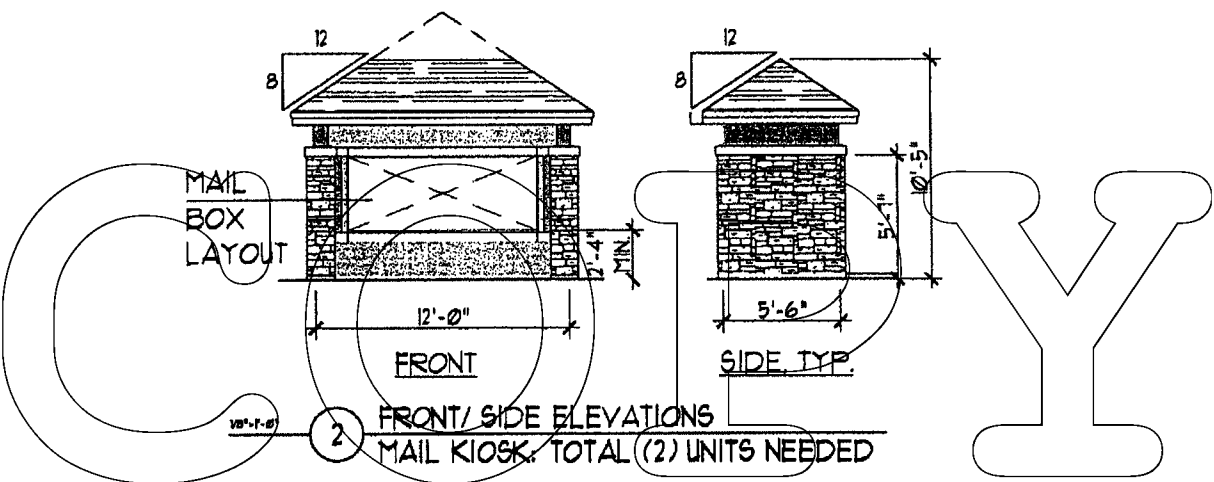 12
8
MAIL
BOX
LAYOUT
2'-4"
MIN.
12'-0"
FRONT
12
8
10'-5"
5'-7"
5'-6"
SIDE, TYP.
2
FRONT/ SIDE ELEVATIONS
MAIL KIOSK: TOTAL (2) UNITS NEEDED
COPY